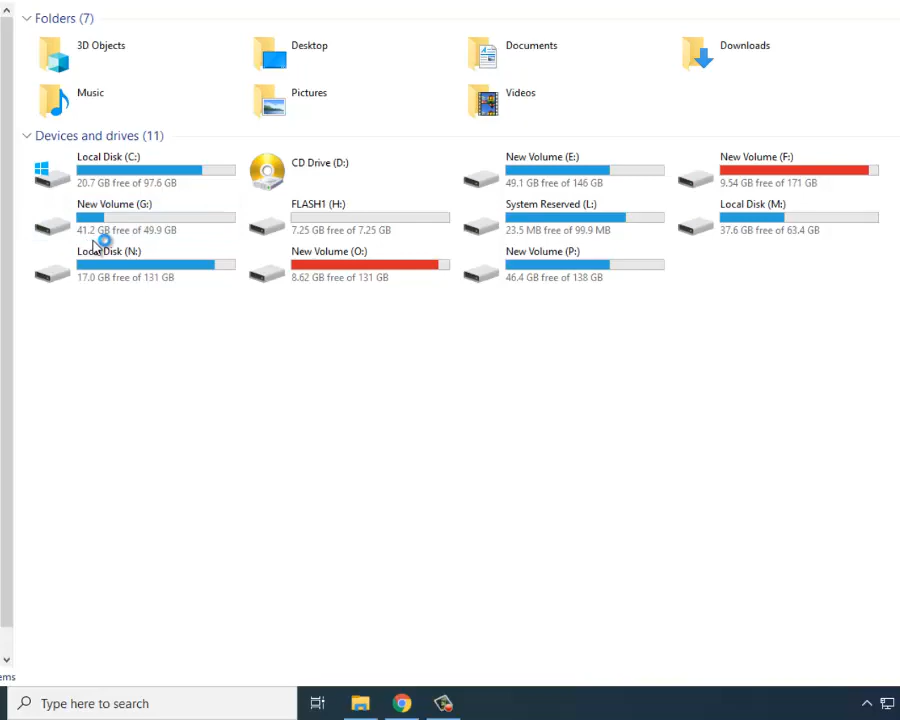 Folders (7)
3D Objects
Desktop
Documents
Downloads
Music
Pictures
Videos
Devices and drives (11)
Local Disk (C:)
20.7 GB free of 97.6 GB
CD Drive (D:)
New Volume (E:)
49.1 GB free of 146 GB
New Volume (F:)
9.54 GB free of 171 GB
New Volume (G:)
41.2 GB free of 49.9 GB
FLASH1 (H:)
7.25 GB free of 7.25 GB
System Reserved (L:)
23.5 MB free of 99.9 MB
Local Disk (M:)
37.6 GB free of 63.4 GB
Local Disk (N:)
17.0 GB free of 131 GB
New Volume (O:)
8.62 GB free of 131 GB
New Volume (P:)
46.4 GB free of 138 GB
ems
Type here to search